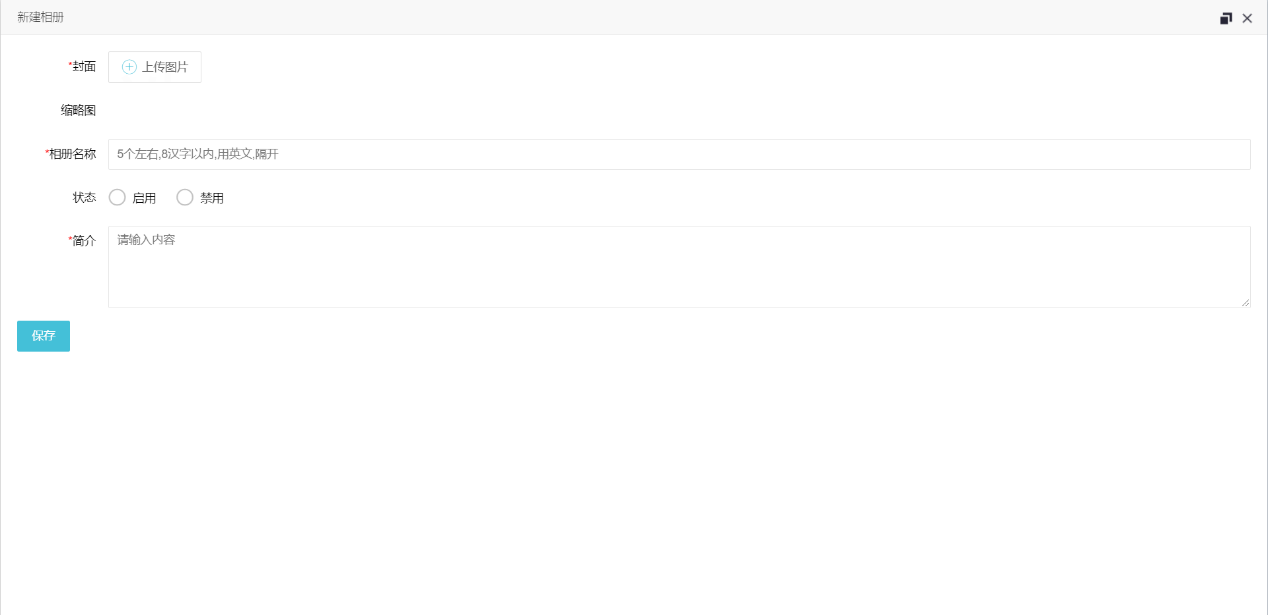 新建相册
*封面 上传图片
缩略图
*相册名称 5个左右,8汉字以内,用英文,隔开
状态 启用 禁用
*简介 请输入内容
保存